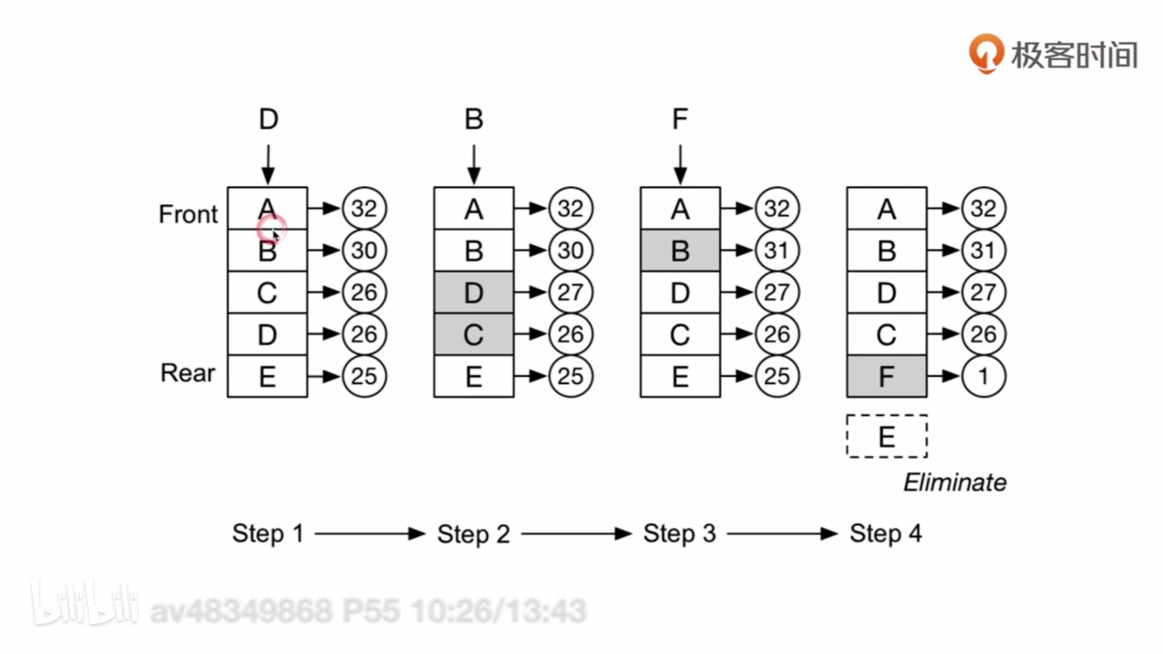 极客时间
D B F
Front A 32 A 32 A 32 A 32
B 30 B 30 B 31 B 31
C 26 D 27 D 27 D 27
D 26 C 26 C 26 C 26
Rear E 25 E 25 E 25 F 1
E
Eliminate
Step 1 Step 2 Step 3 Step 4
bilibili av48349868 P55 10:26/13:43